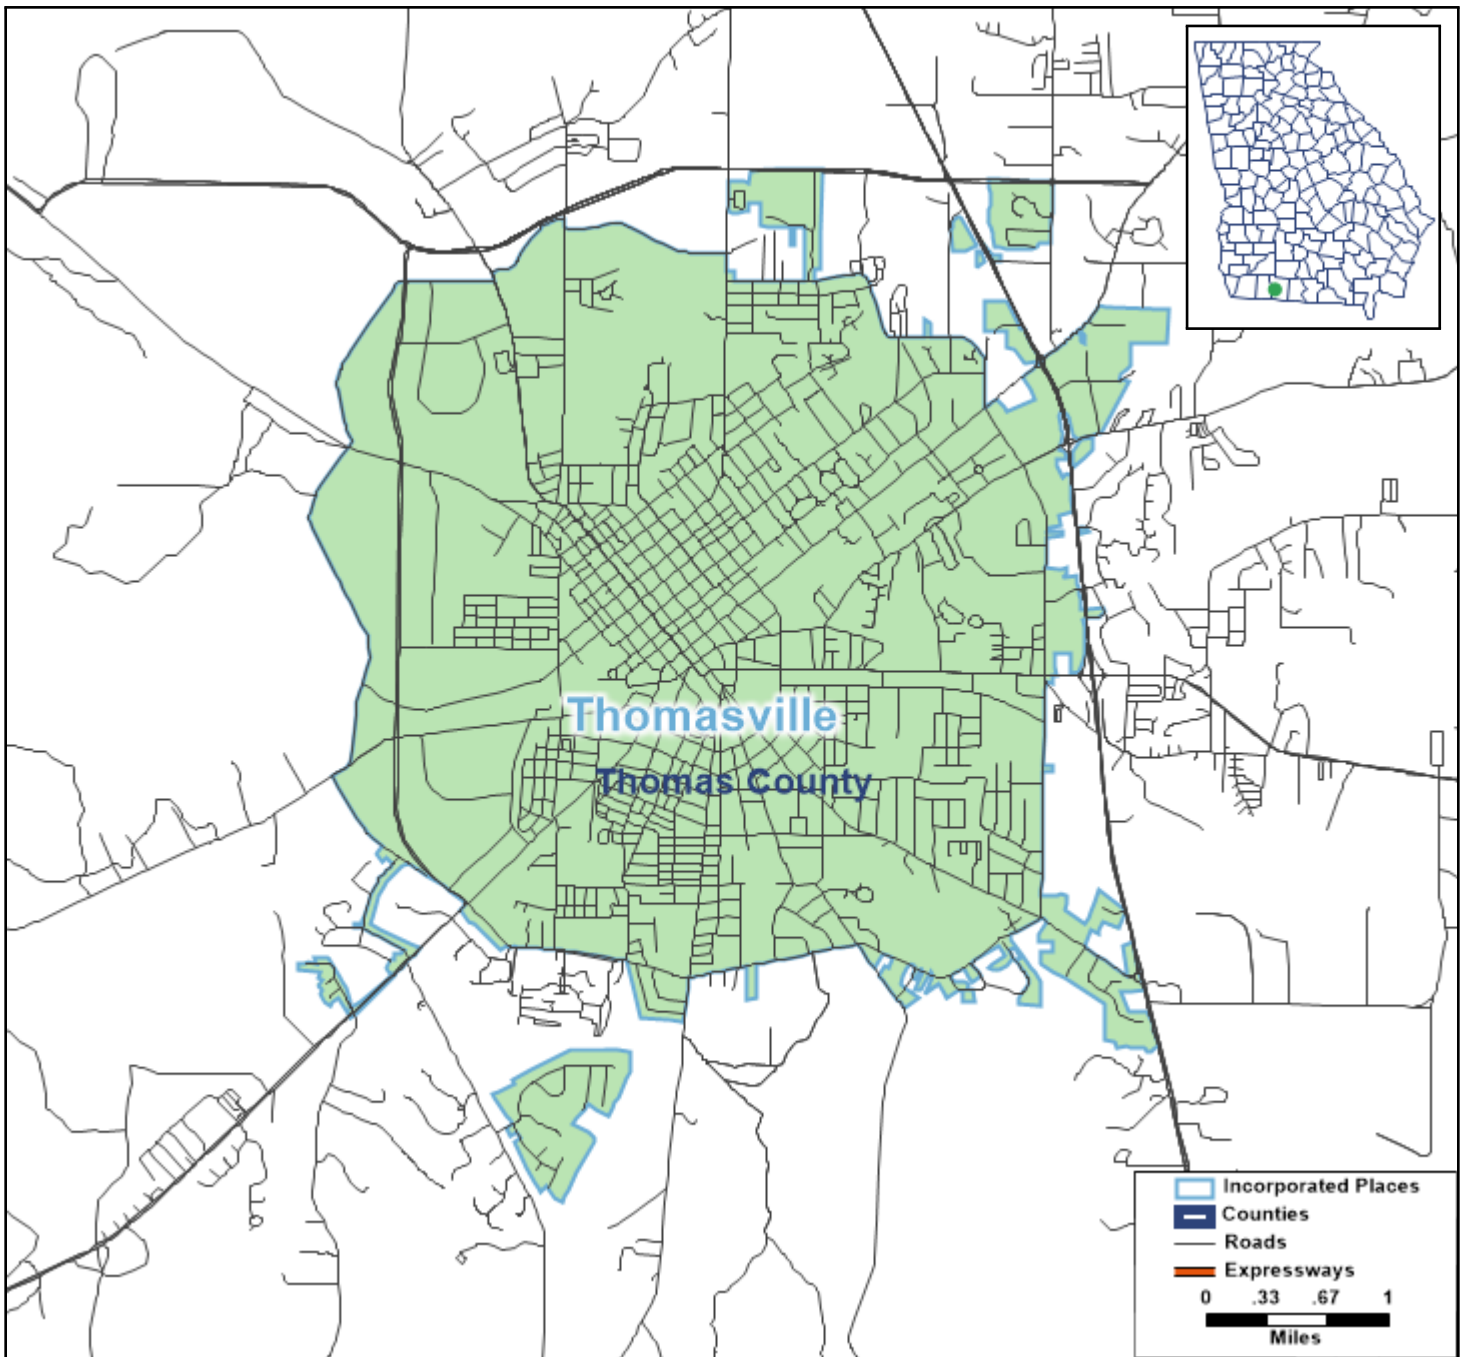 Thomasville
Thomas County
Incorporated Places
Counties
Roads
Expressways
0 .33 .67 1
Miles